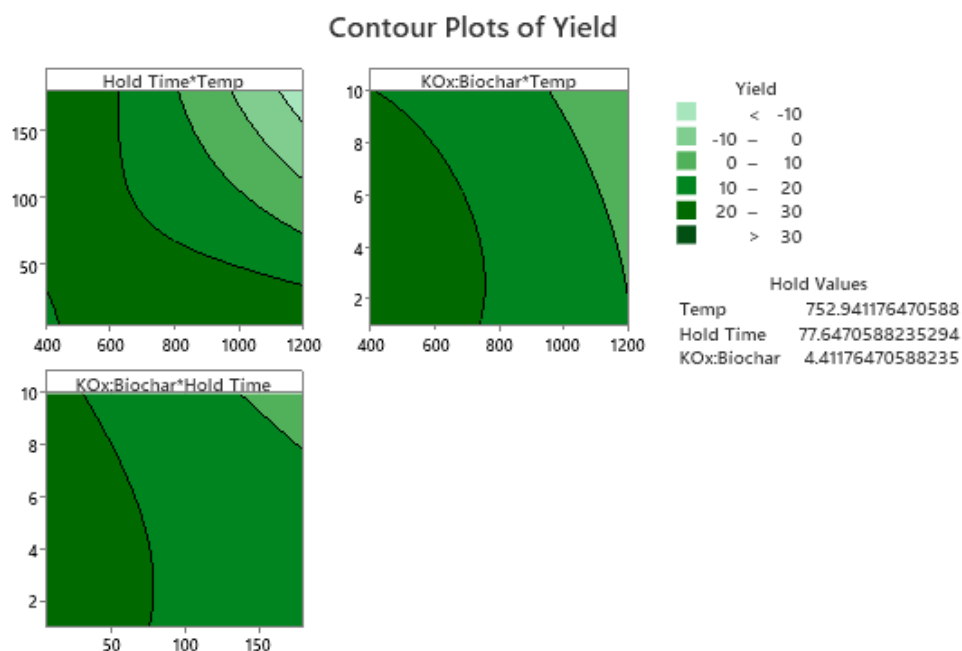 Contour Plots of Yield
Hold Time*Temp
150
100
50
400 600 800 1000 1200
KOx:Biochar*Temp
10
8
6
4
2
400 600 800 1000 1200
Yield
< -10
-10 – 0
0 – 10
10 – 20
20 – 30
> 30
Hold Values
Temp 752.941176470588
Hold Time 77.6470588235294
KOx:Biochar 4.41176470588235
KOx:Biochar*Hold Time
10
8
6
4
2
50 100 150